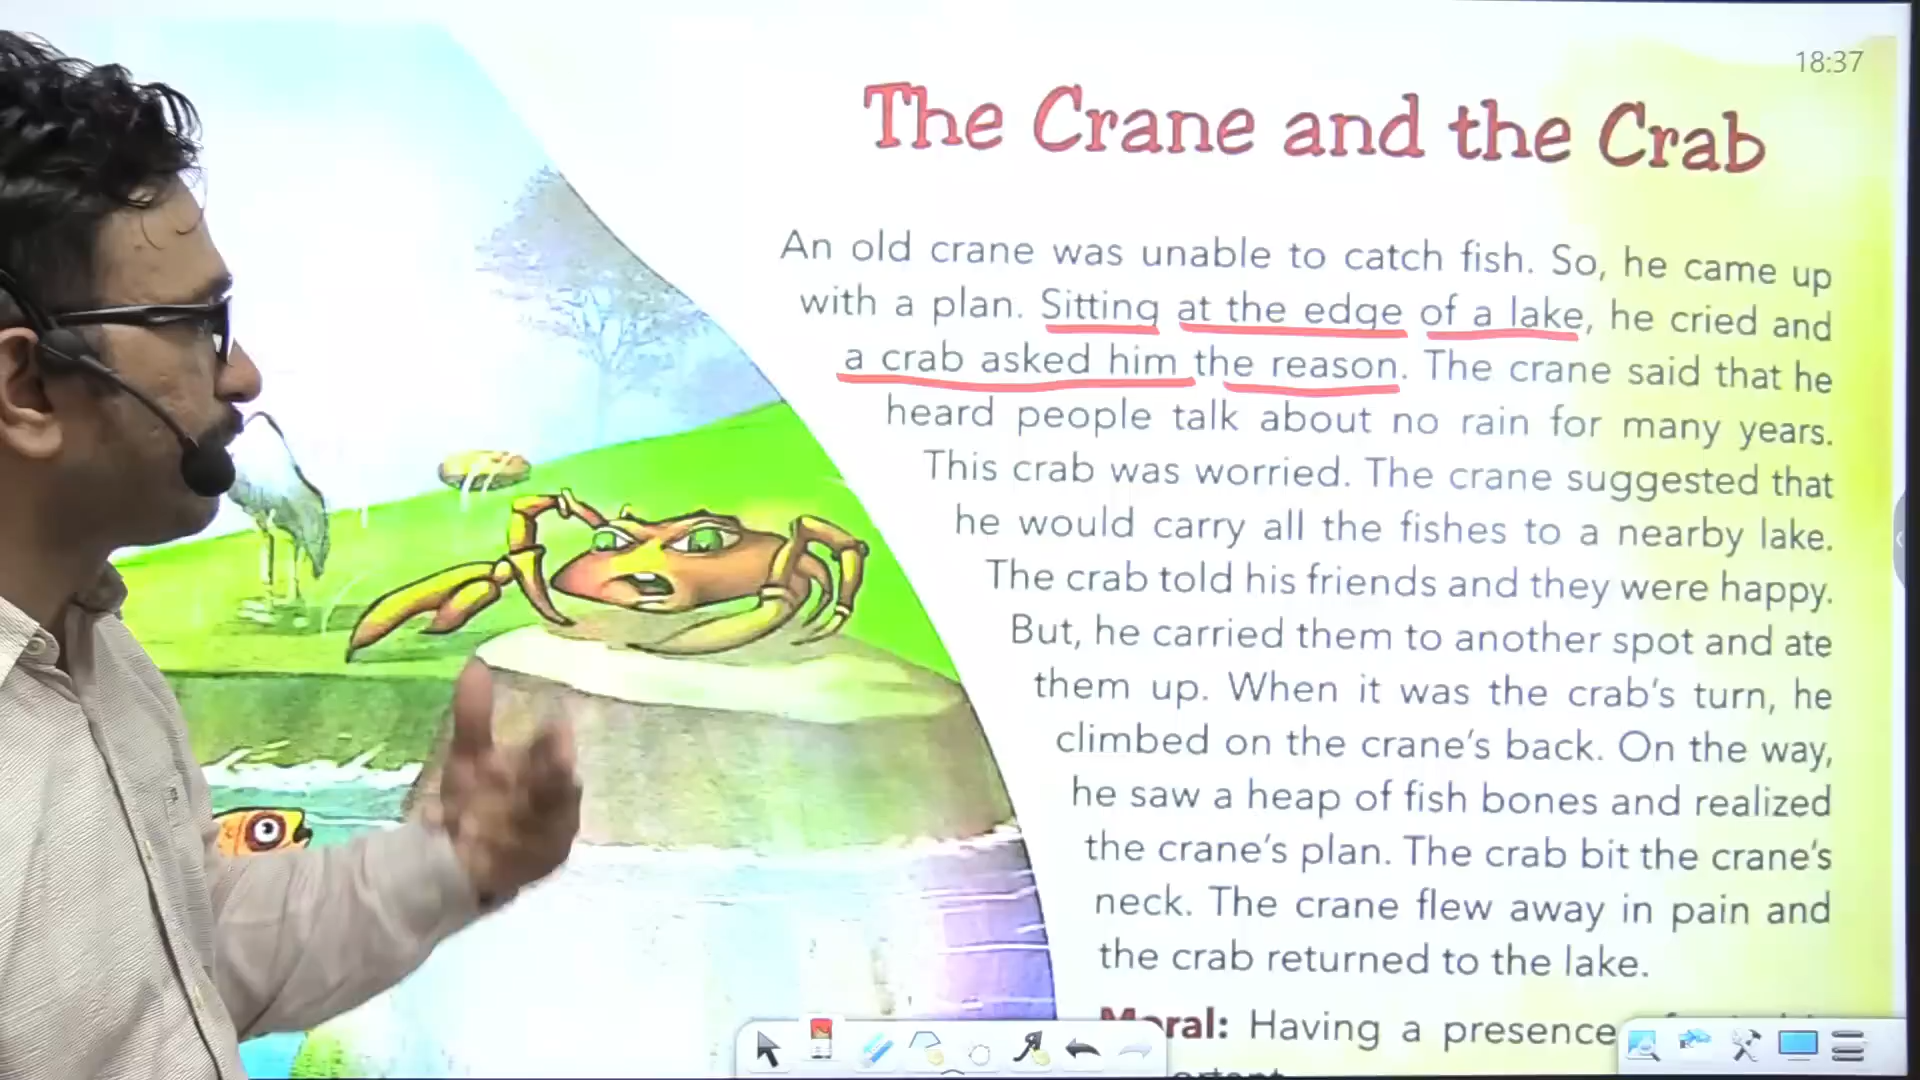 18:37
The Crane and the Crab
An old crane was unable to catch fish. So, he came up
with a plan. Sitting at the edge of a lake, he cried and
a crab asked him the reason. The crane said that he
heard people talk about no rain for many years.
This crab was worried. The crane suggested that
he would carry all the fishes to a nearby lake.
The crab told his friends and they were happy.
But, he carried them to another spot and ate
them up. When it was the crab's turn, he
climbed on the crane's back. On the way,
he saw a heap of fish bones and realized
the crane's plan. The crab bit the crane's
neck. The crane flew away in pain and
the crab returned to the lake.
Moral: Having a presence